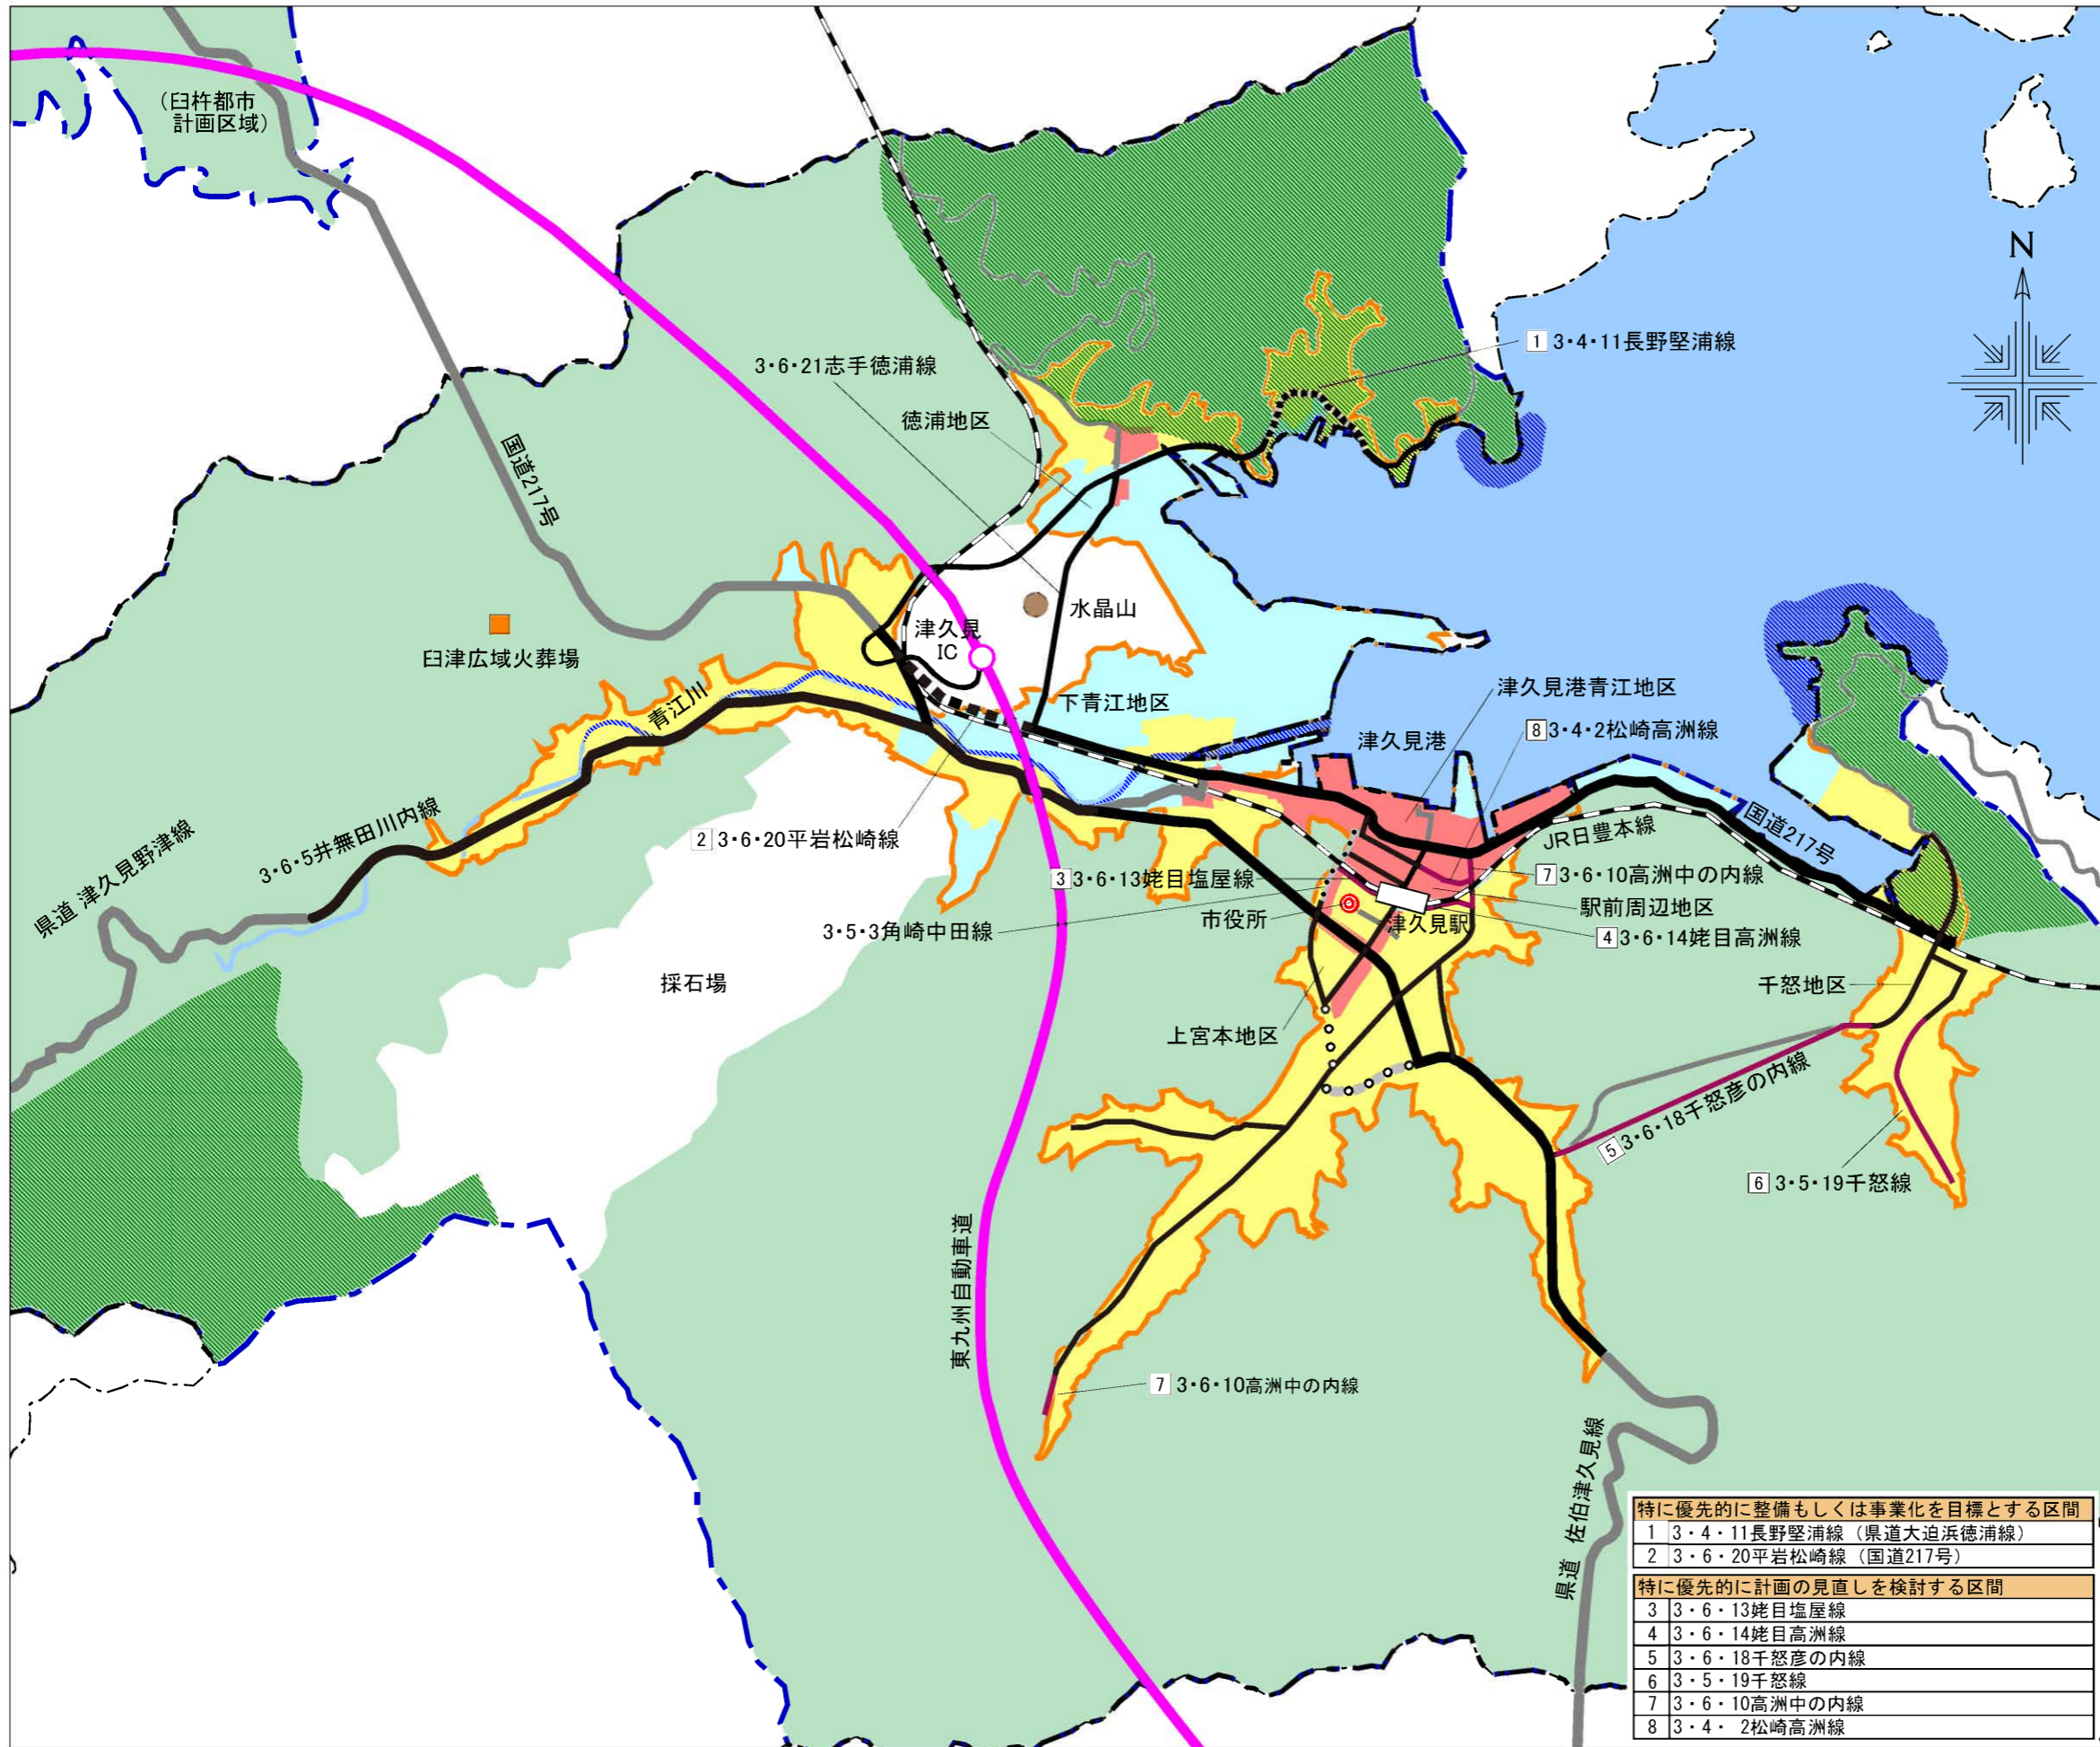 (臼杵都市
計画区域)
N
1 3・4・11長野堅浦線
3・6・21志手徳浦線
徳浦地区
国道217号
水晶山
津久見
IC
臼津広域火葬場
下青江地区
津久見港青江地区
青江川
津久見港
8 3・4・2松崎高洲線
国道217号
JR日豊本線
2 3・6・20平岩松崎線
3・6・5井無田川内線
県道 津久見野津線
3 3・6・13姥目塩屋線
7 3・6・10高洲中の内線
駅前周辺地区
市役所
津久見駅
3・5・3角崎中田線
4 3・6・14姥目高洲線
採石場
千怒地区
上宮本地区
5 3・6・18千怒彦の内線
6 3・5・19千怒線
東九州自動車道
7 3・6・10高洲中の内線
県道 佐伯津久見線
特に優先的に整備もしくは事業化を目標とする区間
1 3・4・11長野堅浦線（県道大迫浜徳浦線）
2 3・6・20平岩松崎線（国道217号）
特に優先的に計画の見直しを検討する区間
3 3・6・13姥目塩屋線
4 3・6・14姥目高洲線
5 3・6・18千怒彦の内線
6 3・5・19千怒線
7 3・6・10高洲中の内線
8 3・4・ 2松崎高洲線